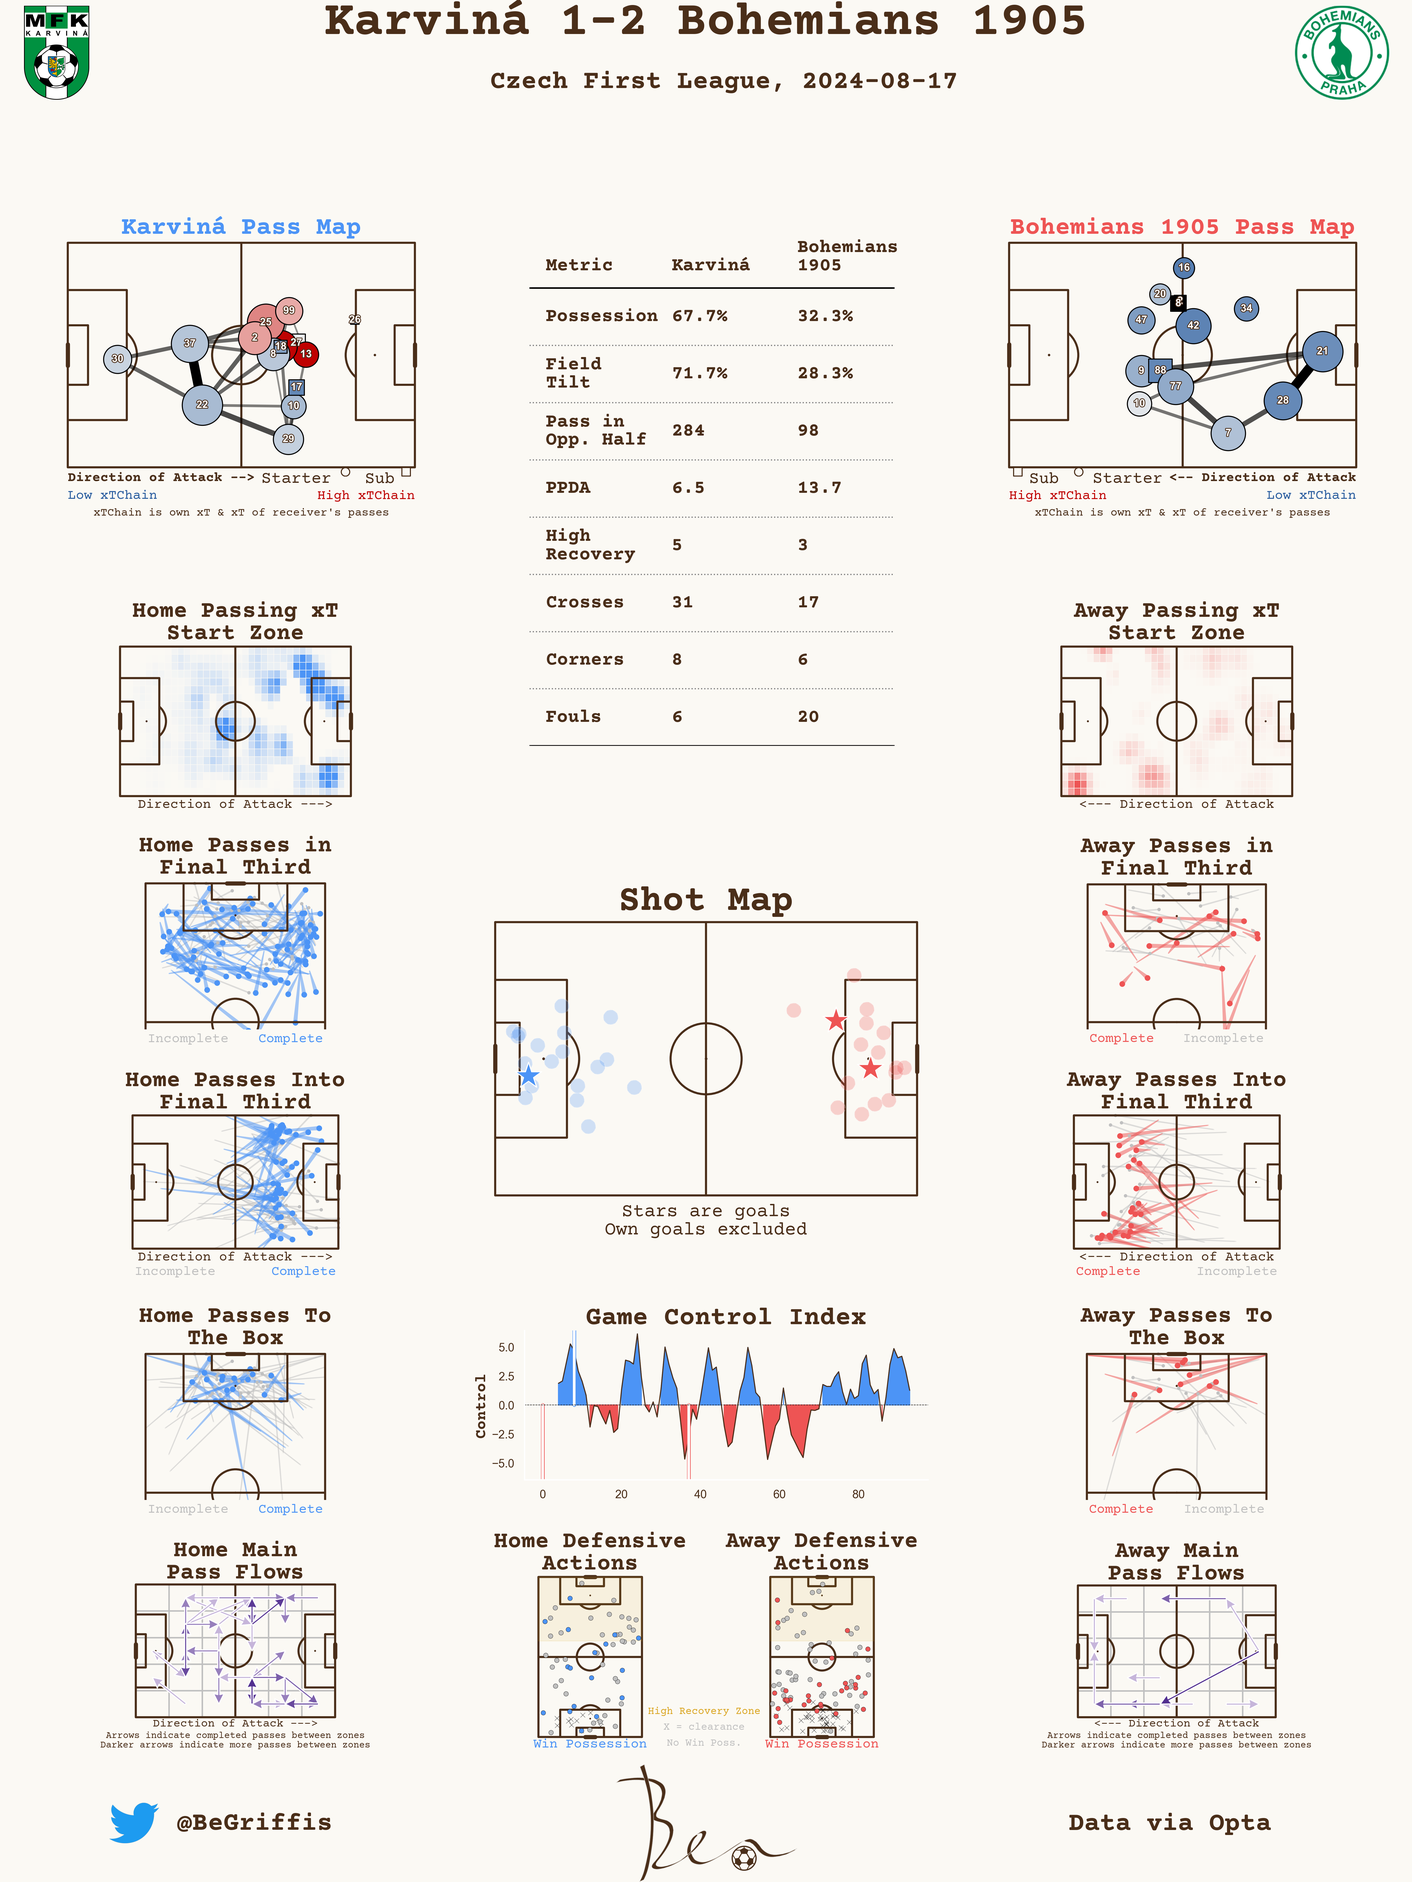 Karviná 1-2 Bohemians 1905
Czech First League, 2024-08-17
MFK
KARVINÁ
BOHEMIANS
PRAHA
Karviná Pass Map
30
37
22
25
2
99
18
27
13
8
17
10
29
26
Direction of Attack --> Starter Sub
Low xTChain High xTChain
xTChain is own xT & xT of receiver's passes
Metric Karviná Bohemians 1905
Possession 67.7% 32.3%
Field Tilt 71.7% 28.3%
Pass in Opp. Half 284 98
PPDA 6.5 13.7
High Recovery 5 3
Crosses 31 17
Corners 8 6
Fouls 6 20
Bohemians 1905 Pass Map
16
20
8
47
42
34
9
88
77
10
7
28
21
Sub Starter <-- Direction of Attack
High xTChain Low xTChain
xTChain is own xT & xT of receiver's passes
Home Passing xT
Start Zone
Direction of Attack --->
Away Passing xT
Start Zone
<--- Direction of Attack
Home Passes in
Final Third
Incomplete Complete
Away Passes in
Final Third
Complete Incomplete
Shot Map
Stars are goals
Own goals excluded
Home Passes Into
Final Third
Direction of Attack --->
Incomplete Complete
Away Passes Into
Final Third
<--- Direction of Attack
Complete Incomplete
Home Passes To
The Box
Incomplete Complete
Game Control Index
Control
5.0
2.5
0.0
−2.5
−5.0
0 20 40 60 80
Away Passes To
The Box
Complete Incomplete
Home Main
Pass Flows
Direction of Attack --->
Arrows indicate completed passes between zones
Darker arrows indicate more passes between zones
Home Defensive
Actions
Win Possession
High Recovery Zone
X = clearance
No Win Poss.
Away Defensive
Actions
Win Possession
Away Main
Pass Flows
<--- Direction of Attack
Arrows indicate completed passes between zones
Darker arrows indicate more passes between zones
@BeGriffis
Ben
Data via Opta